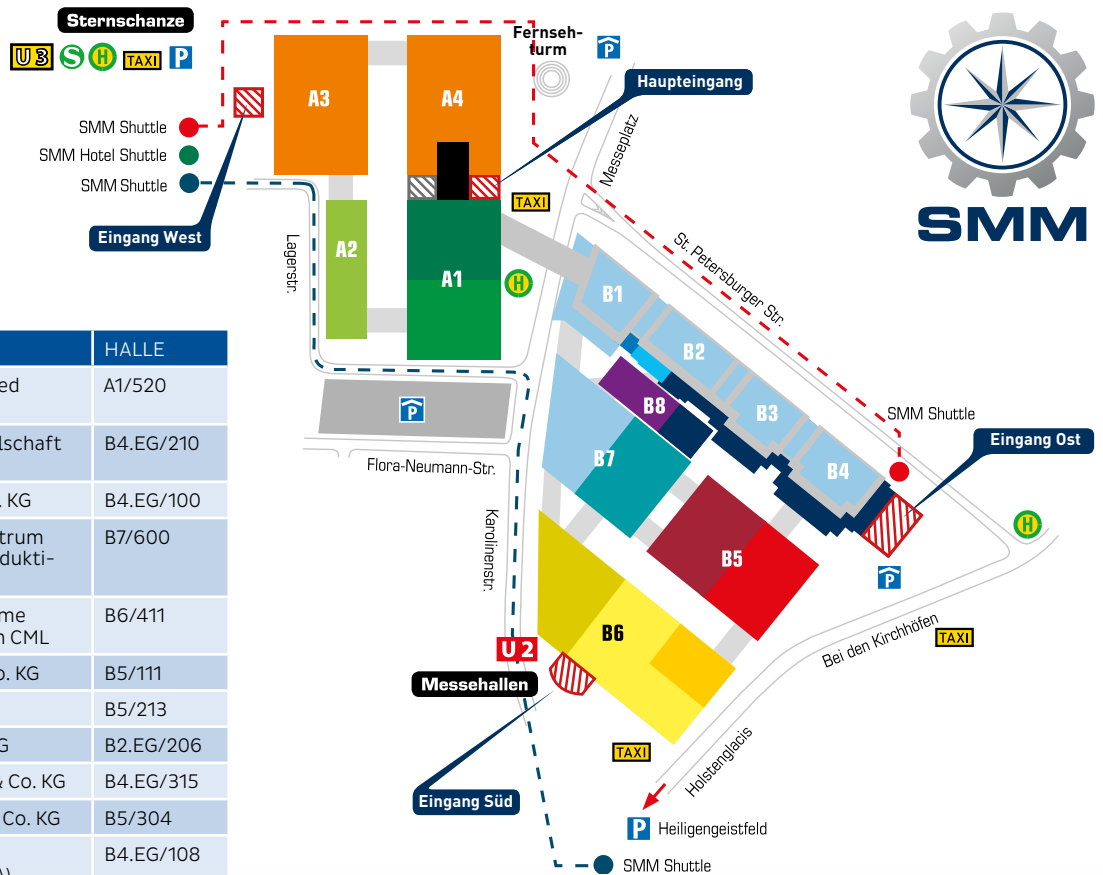 Sternschanze
U3 S H TAXI P
SMM Shuttle
SMM Hotel Shuttle
SMM Shuttle
Eingang West
A3
A4
Fernseh-
turm
P
Haupteingang
Messeplatz
TAXI
SMM
A2
A1
H
Lagerstr.
St. Petersburger Str.
B1
B2
B3
B4
B8
B7
B5
B6
P
Flora-Neumann-Str.
Karolinenstr.
SMM Shuttle
Eingang Ost
H
P
Bei den Kirchhöfen
TAXI
U2
Messehallen
TAXI
Holstenglacis
Eingang Süd
P Heiligengeistfeld
SMM Shuttle
HALLE
ed A1/520
lschaft B4.EG/210
. KG B4.EG/100
trum B7/600
dukti-
me B6/411
n CML
o. KG B5/111
B5/213
G B2.EG/206
& Co. KG B4.EG/315
Co. KG B5/304
B4.EG/108